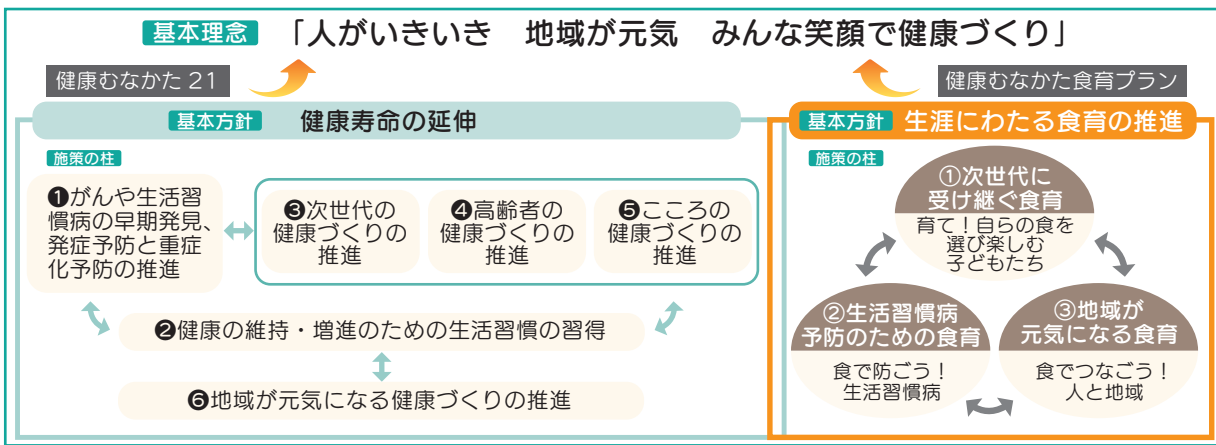 基本理念 「人がいきいき 地域が元気 みんな笑顔で健康づくり」
健康むなかた 21
健康むなかた食育プラン
基本方針 健康寿命の延伸
施策の柱
❶がんや生活習
慣病の早期発見、
発症予防と重症
化予防の推進
❸次世代の
健康づくりの
推進
❹高齢者の
健康づくりの
推進
❺こころの
健康づくりの
推進
❷健康の維持・増進のための生活習慣の習得
❻地域が元気になる健康づくりの推進
基本方針 生涯にわたる食育の推進
施策の柱
①次世代に
受け継ぐ食育
育て！自らの食を
選び楽しむ
子どもたち
②生活習慣病
予防のための食育
食で防ごう！
生活習慣病
③地域が
元気になる食育
食でつなごう！
人と地域